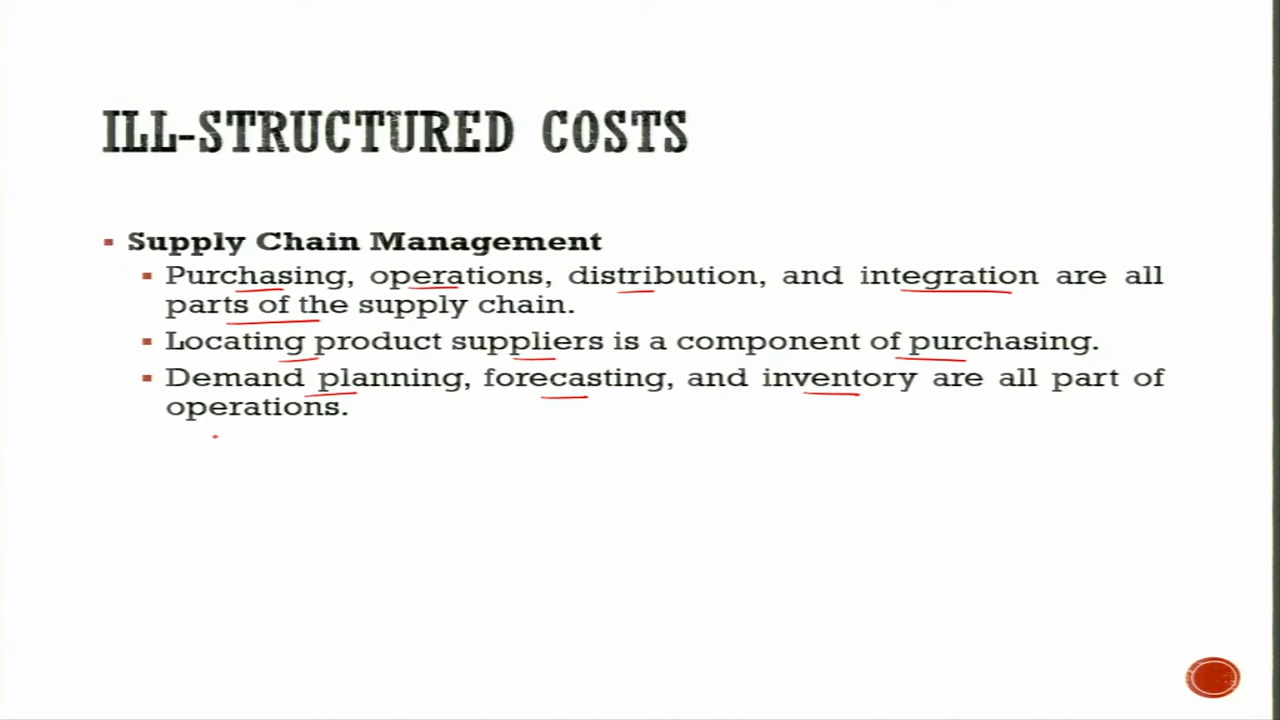 ILL-STRUCTURED COSTS
Supply Chain Management
Purchasing, operations, distribution, and integration are all
parts of the supply chain.
Locating product suppliers is a component of purchasing.
Demand planning, forecasting, and inventory are all part of
operations.